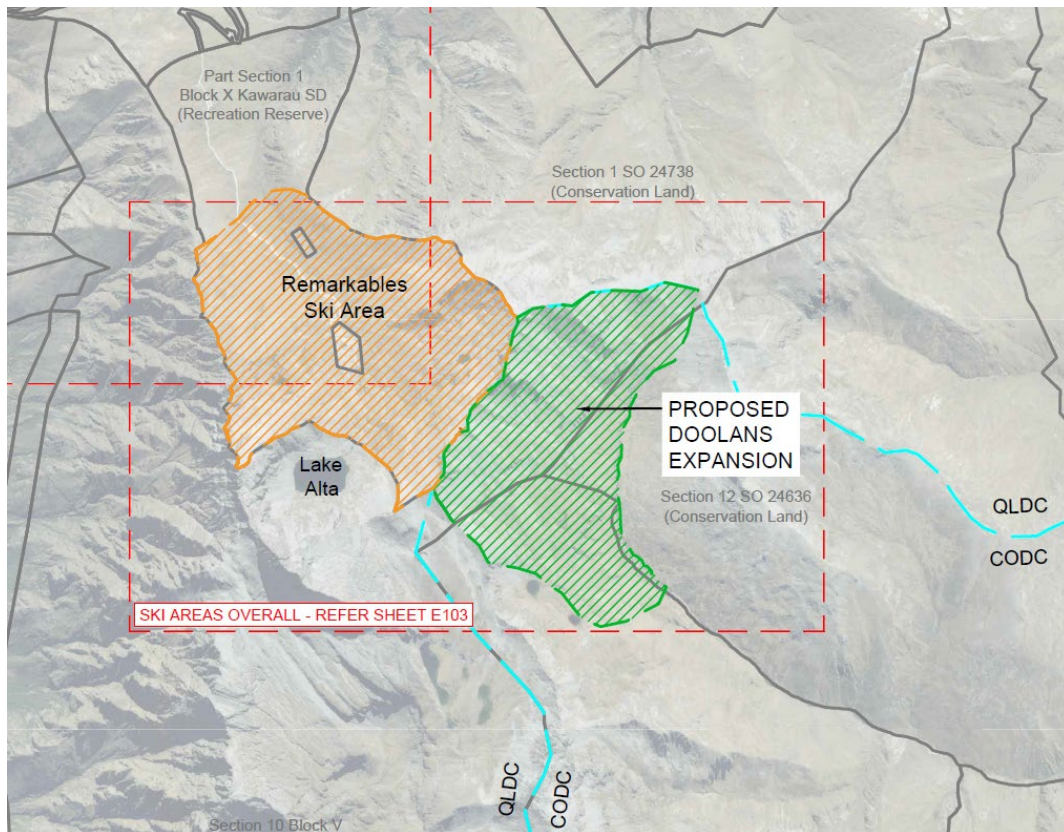 Part Section 1
Block X Kawarau SD
(Recreation Reserve)
Section 1 SO 24738
(Conservation Land)
Remarkables
Ski Area
PROPOSED
DOOLANS
EXPANSION
Lake
Alta
Section 12 SO 24636
(Conservation Land)
QLDC
CODC
SKI AREAS OVERALL - REFER SHEET E103
QLDC
CODC
Section 10 Block V